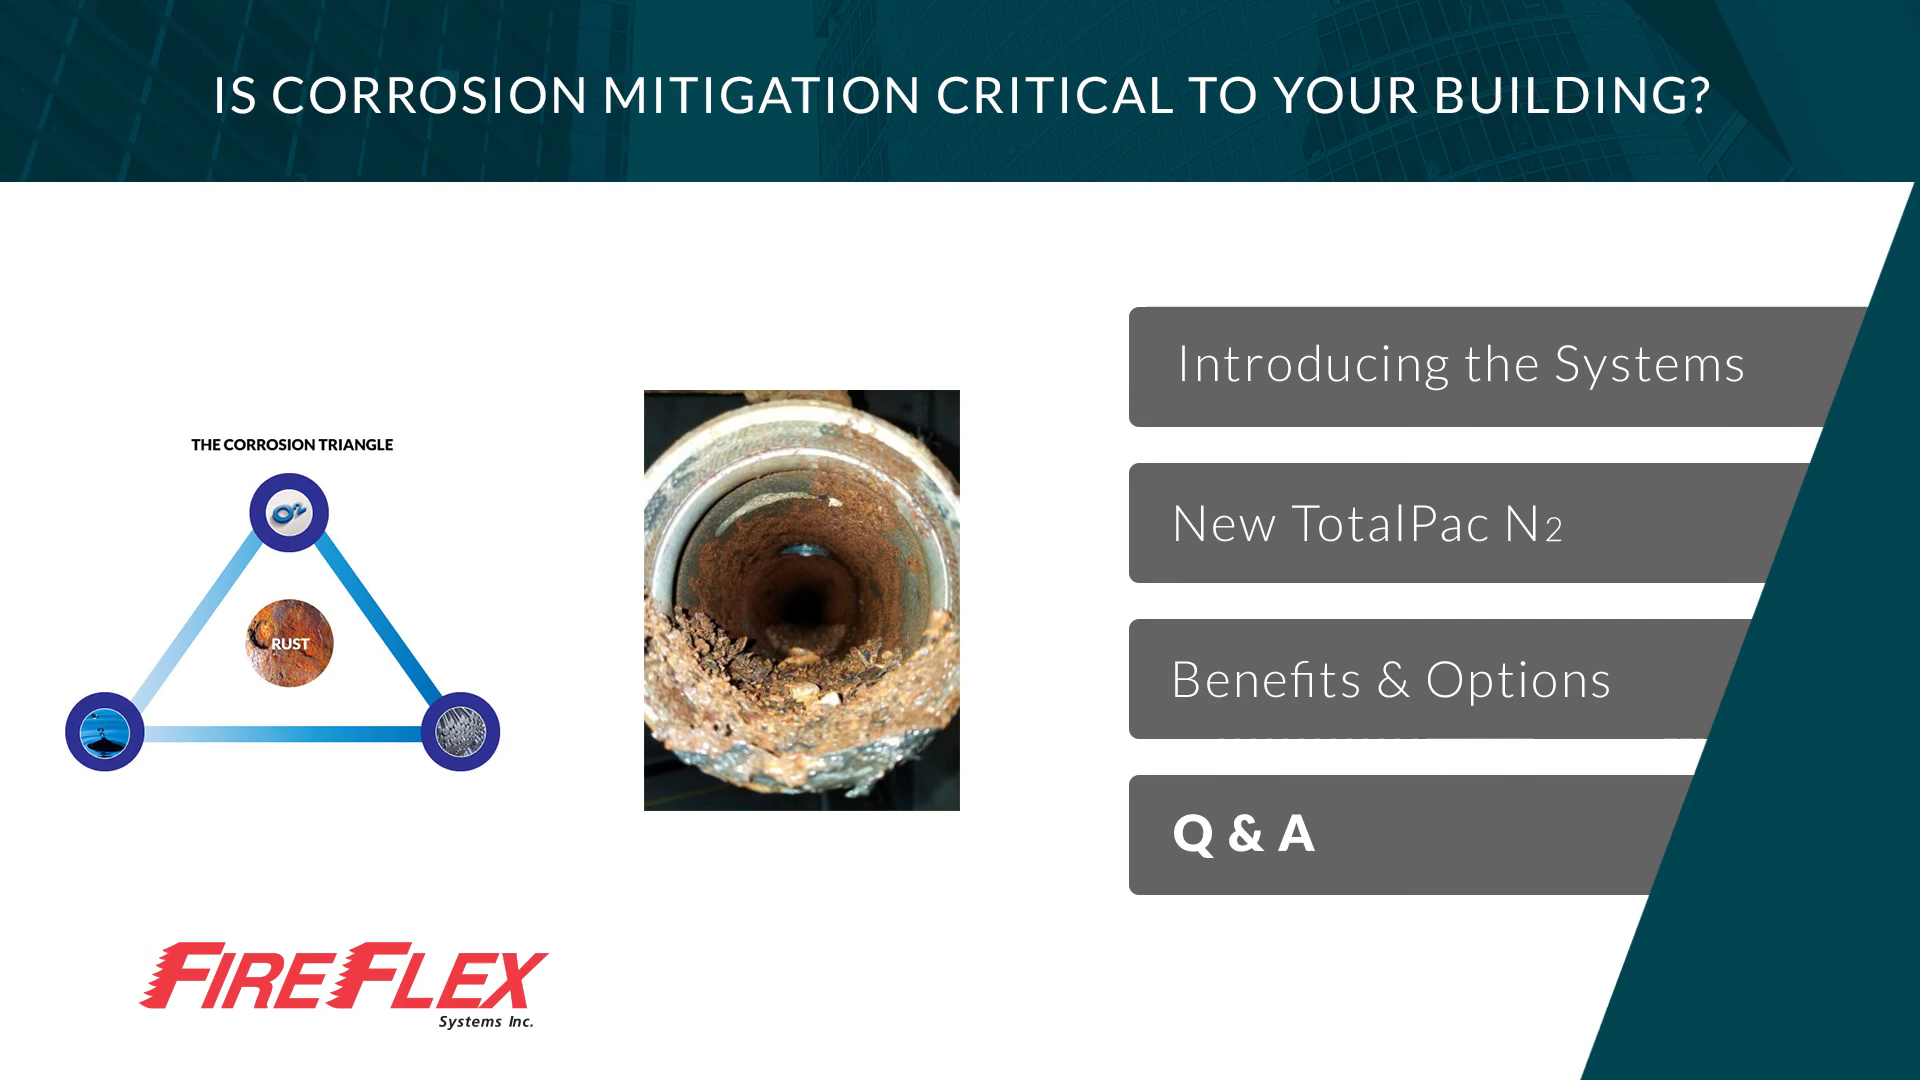 IS CORROSION MITIGATION CRITICAL TO YOUR BUILDING?
THE CORROSION TRIANGLE
O2
RUST
Introducing the Systems
New TotalPac N2
Benefits & Options
Q & A
FIREFLEX
Systems Inc.